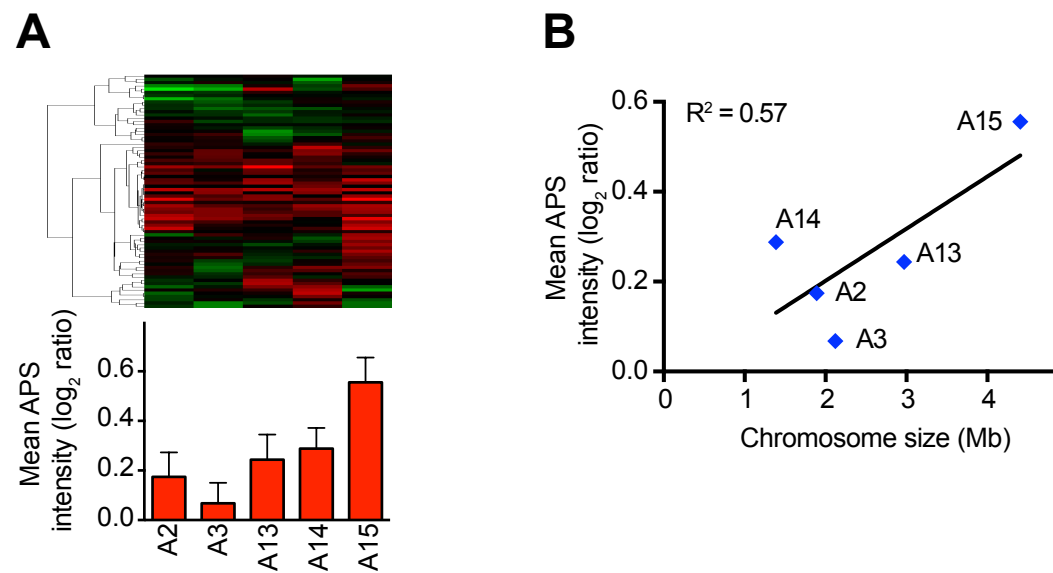 A
B
Mean APS
intensity (log₂ ratio)
0.6
0.4
0.2
0.0
A2
A3
A13
A14
A15
Mean APS
intensity (log₂ ratio)
0.6
0.4
0.2
0.0
R² = 0.57
A15
A14
A13
A2
A3
0
1
2
3
4
Chromosome size (Mb)